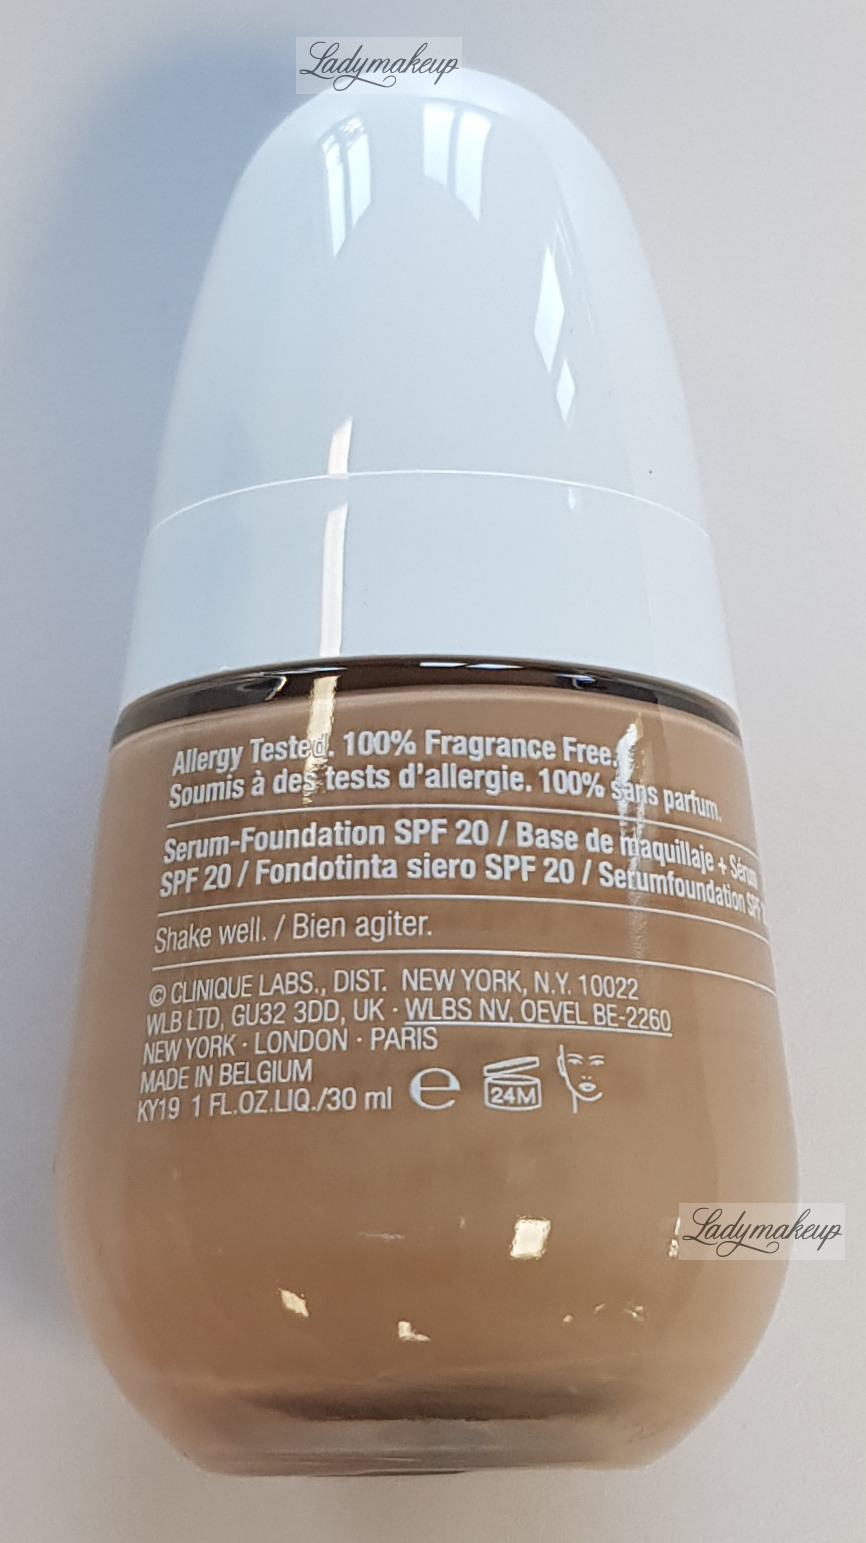 Ladymakeup
Allergy Tested. 100% Fragrance Free.
Soumis à des tests d'allergie. 100% sans parfum.
Serum-Foundation SPF 20 / Base de maquillaje + Sérum
SPF 20 / Fondotinta siero SPF 20 / Serumfoundation SPF
Shake well. / Bien agiter.
© CLINIQUE LABS., DIST. NEW YORK, N.Y. 10022
WLB LTD, GU32 3DD, UK · WLBS NV, OEVEL BE-2260
NEW YORK · LONDON · PARIS
MADE IN BELGIUM
KY19 1 FL.OZ.LIQ./30 ml e 24M
Ladymakeup